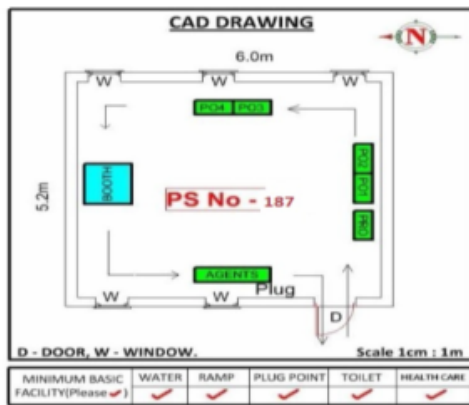 CAD DRAWING
N
6.0m
W W W
PO4 PO3
5.2m
BOOTH
PO2
PO1
PRO
PS No - 187
AGENTS
Plug
W W
D
D - DOOR, W - WINDOW. Scale 1cm : 1m
MINIMUM BASIC FACILITY(Please ✓) WATER RAMP PLUG POINT TOILET HEALTH CARE
✓ ✓ ✓ ✓ ✓